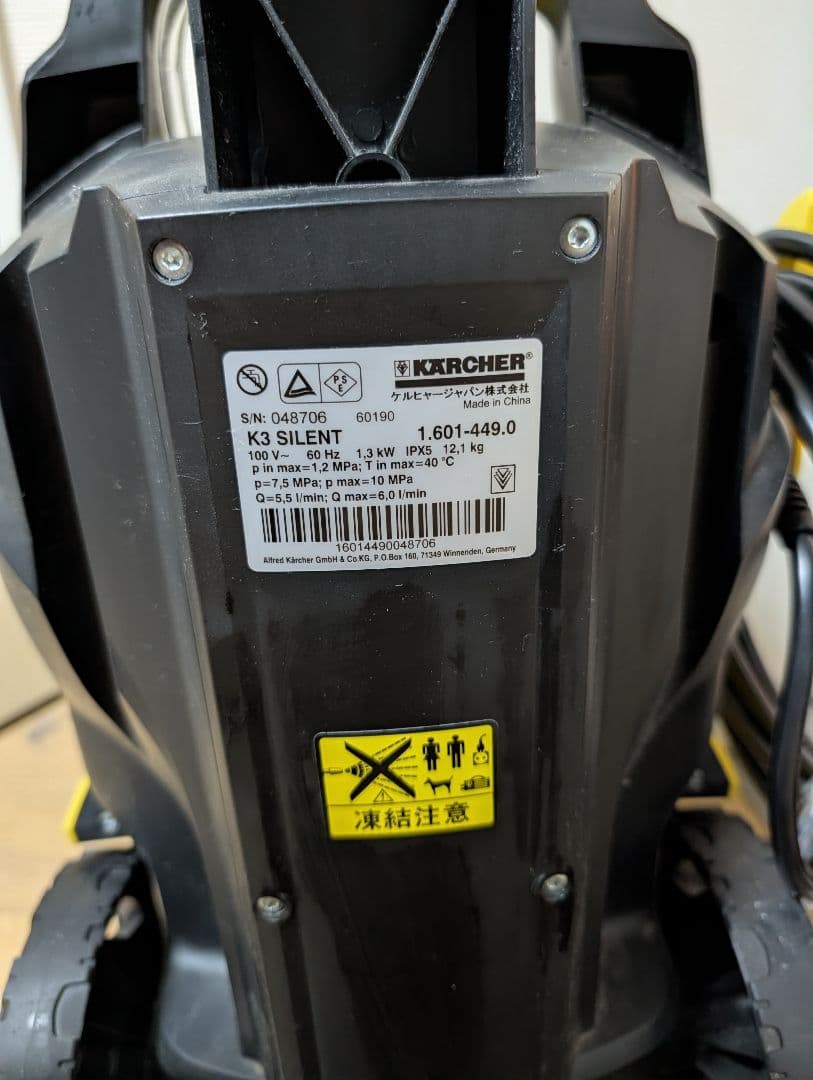 KÄRCHER®
ケルヒャージャパン株式会社
Made in China
PS
E
S/N: 048706 60190
K3 SILENT 1.601-449.0
100 V~ 60 Hz 1,3 kW IPX5 12,1 kg
p in max=1,2 MPa; T in max=40 °C
p=7,5 MPa; p max=10 MPa
Q=5,5 l/min; Q max=6,0 l/min
16014490048706
Alfred Kärcher GmbH & Co KG, P.O.Box 160, 71349 Winnenden, Germany
凍結注意